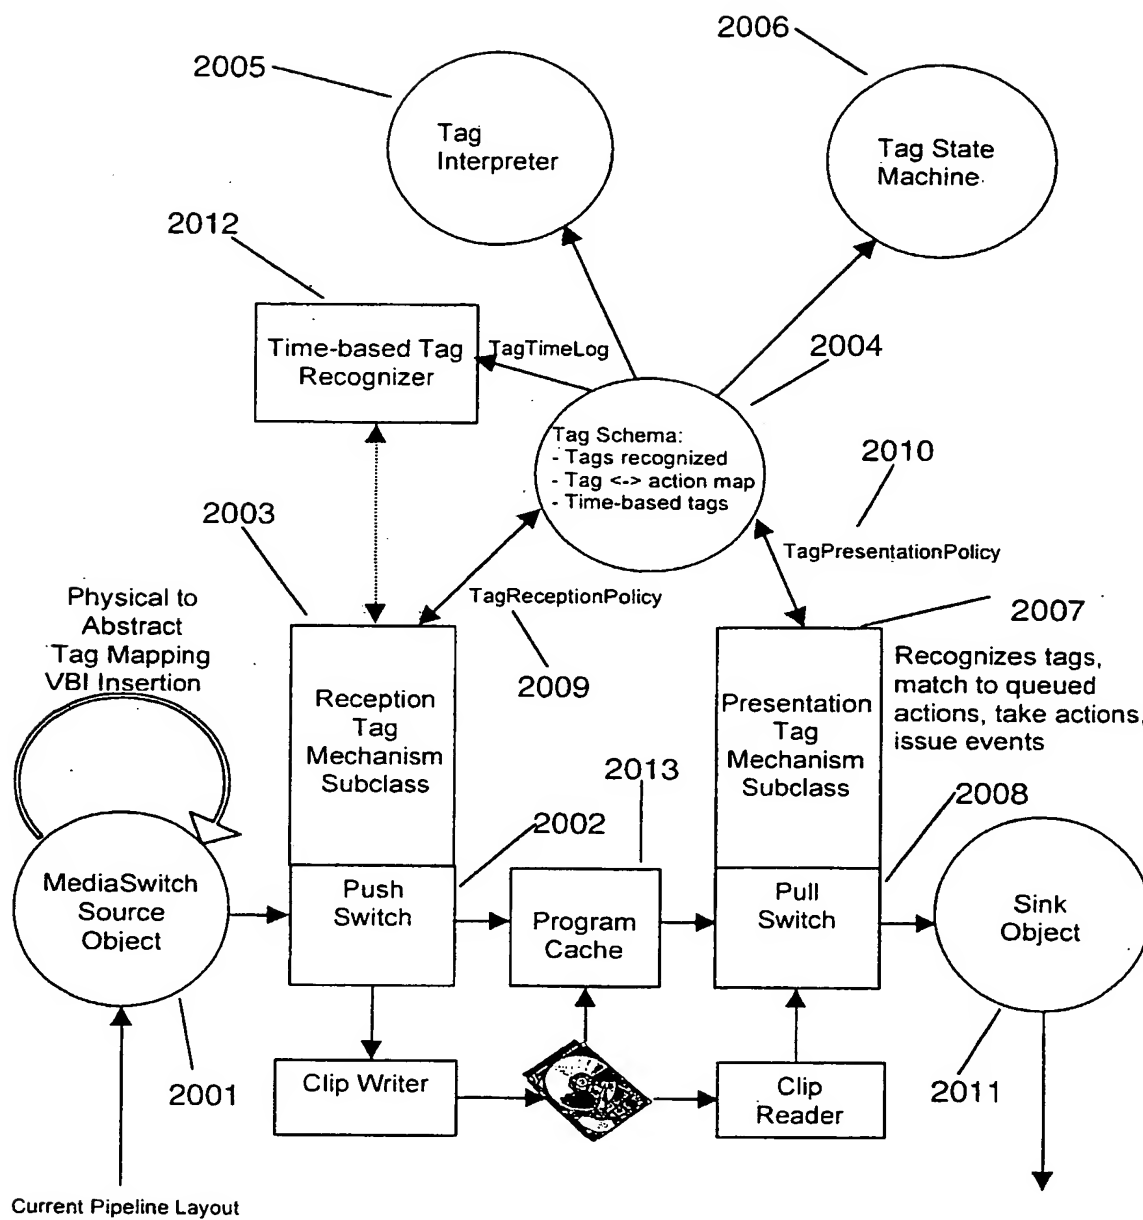 2006
2005
Tag
Interpreter
Tag State
Machine
2012
Time-based Tag
Recognizer
TagTimeLog
2004
Tag Schema:
- Tags recognized
- Tag <-> action map
- Time-based tags
2010
2003
TagPresentationPolicy
TagReceptionPolicy
Physical to
Abstract
Tag Mapping
VBI Insertion
2007
2009
Recognizes tags,
match to queued
actions, take actions,
issue events
Reception
Tag
Mechanism
Subclass
Presentation
Tag
Mechanism
Subclass
2013
2008
2002
MediaSwitch
Source
Object
Push
Switch
Program
Cache
Pull
Switch
Sink
Object
2001
Clip Writer
Clip
Reader
2011
Current Pipeline Layout